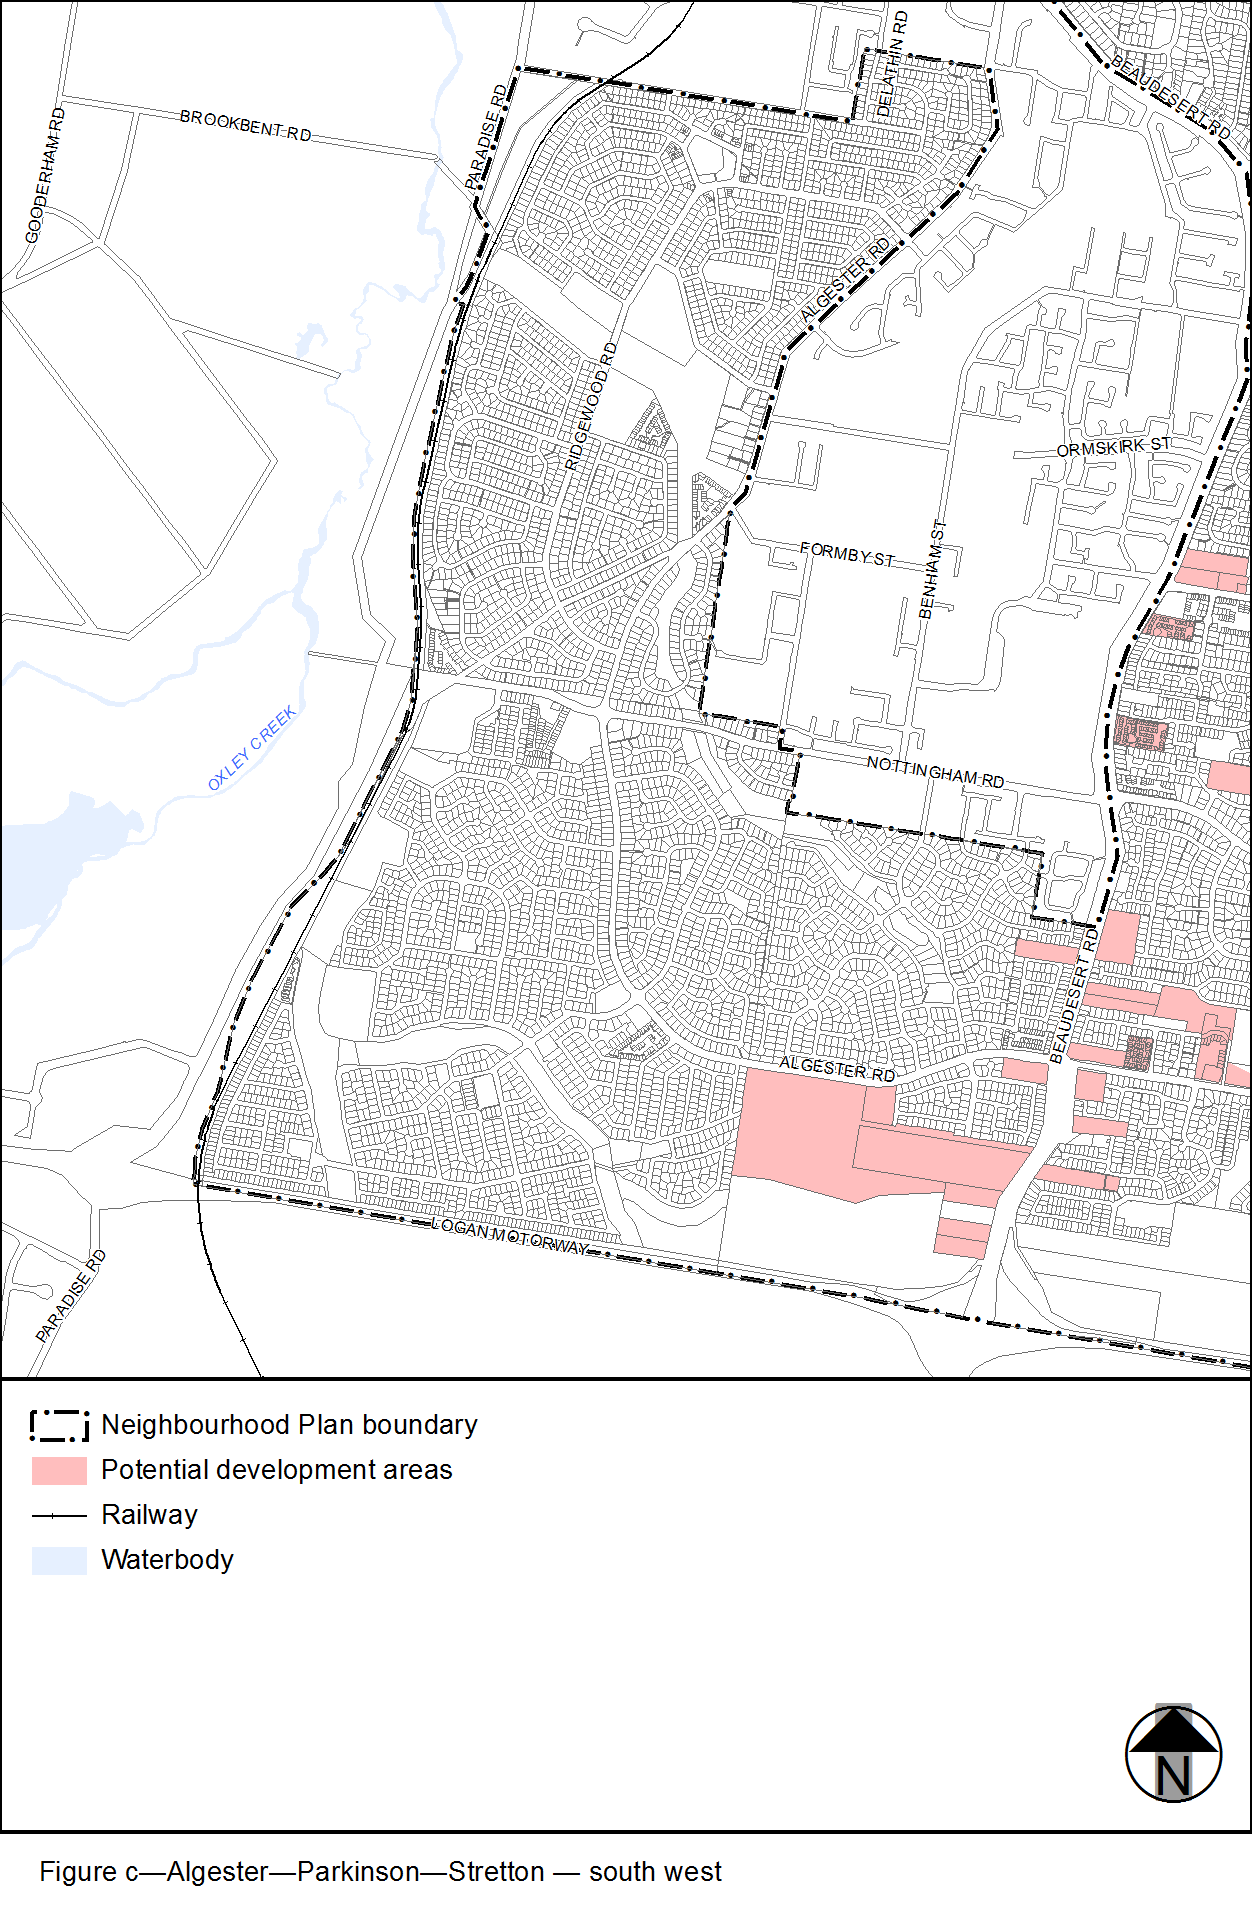 DELATHIN RD
BEAUDESERT RD
GOODERHAM RD
BROOKBENT RD
PARADISE RD
ALGESTER RD
RIDGEWOOD RD
ORMSKIRK ST
FORMBY ST
BENHAM ST
OXLEY CREEK
NOTTINGHAM RD
BEAUDESERT RD
ALGESTER RD
LOGAN MOTORWAY
PARADISE RD
Neighbourhood Plan boundary
Potential development areas
Railway
Waterbody
N
Figure c—Algester—Parkinson—Stretton — south west